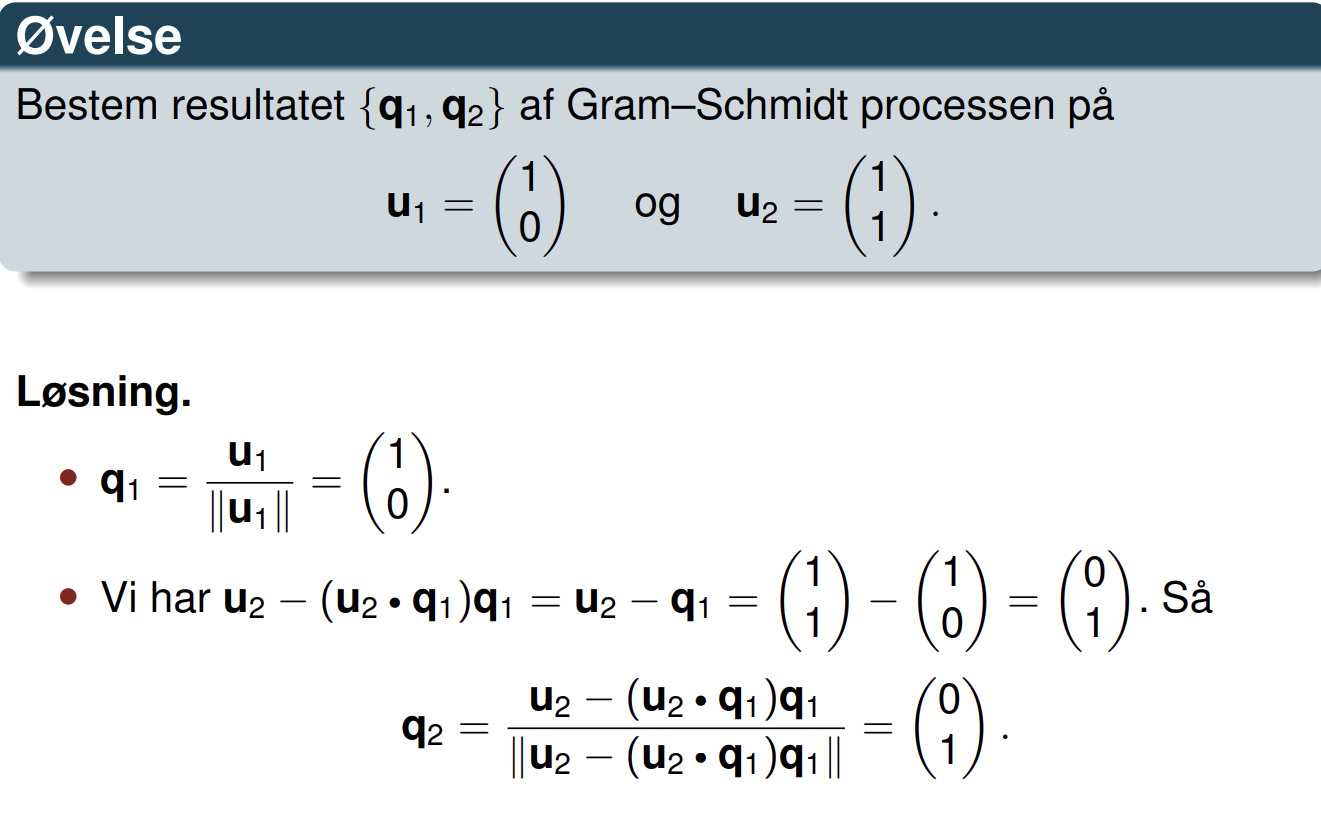 Øvelse
Bestem resultatet {q₁, q₂} af Gram–Schmidt processen på
u₁ = (1 0) og u₂ = (1 1).
Løsning.
• q₁ = u₁ / ‖u₁‖ = (1 0).
• Vi har u₂ − (u₂ • q₁)q₁ = u₂ − q₁ = (1 1) − (1 0) = (0 1). Så
q₂ = u₂ − (u₂ • q₁)q₁ / ‖u₂ − (u₂ • q₁)q₁‖ = (0 1).